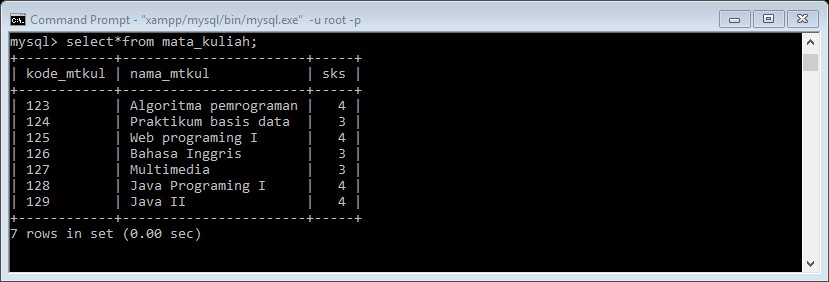 Command Prompt - "xampp/mysql/bin/mysql.exe" -u root -p
mysql> select*from mata_kuliah;
+------------+-----------------------+-----+
| kode_mtkul | nama_mtkul            | sks |
+------------+-----------------------+-----+
| 123        | Algoritma pemrograman |   4 |
| 124        | Praktikum basis data  |   3 |
| 125        | Web programing I      |   4 |
| 126        | Bahasa Inggris        |   3 |
| 127        | Multimedia            |   3 |
| 128        | Java Programing I     |   4 |
| 129        | Java II               |   4 |
+------------+-----------------------+-----+
7 rows in set (0.00 sec)